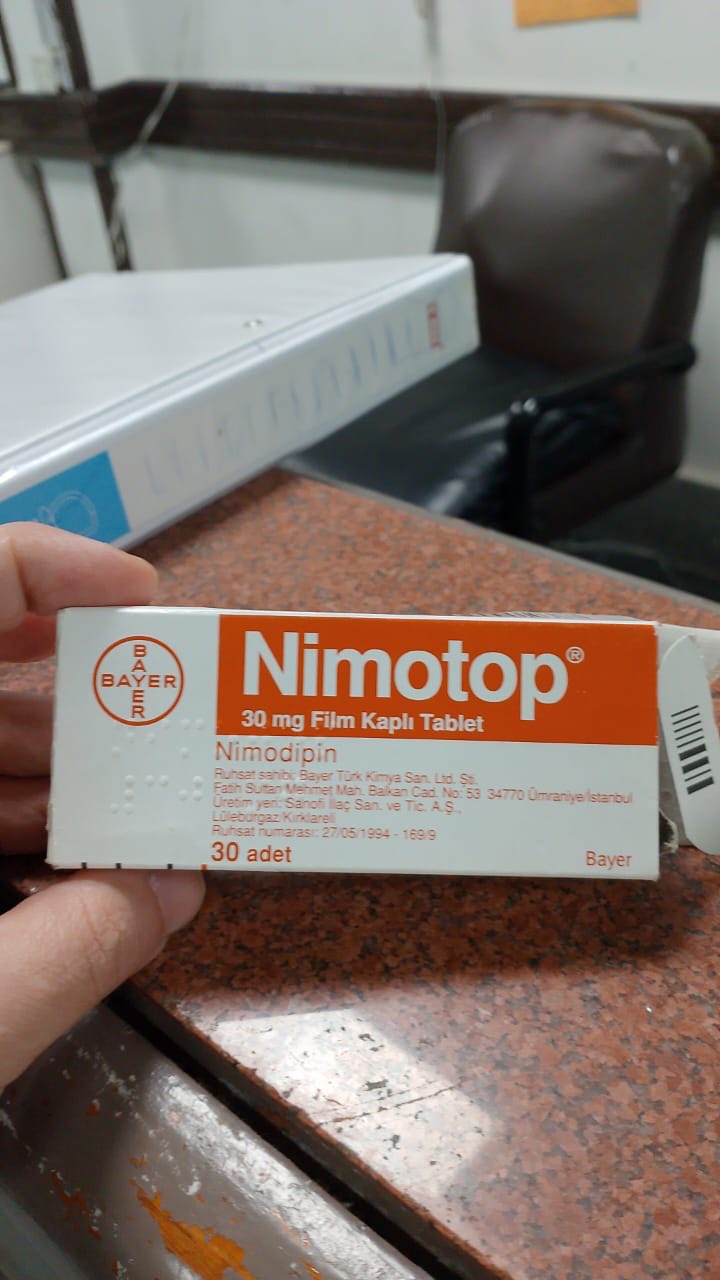 BAYER
BAYER
Nimotop®
30 mg Film Kaplı Tablet
Nimodipin
Ruhsat sahibi: Bayer Türk Kimya San. Ltd. Şti.
Fatih Sultan Mehmet Mah. Balkan Cad. No: 53 34770 Ümraniye/İstanbul
Üretim yeri: Sanofi İlaç San. ve Tic. A.Ş.,
Lüleburgaz/Kırklareli
Ruhsat numarası: 27/05/1994 - 169/9
30 adet
Bayer